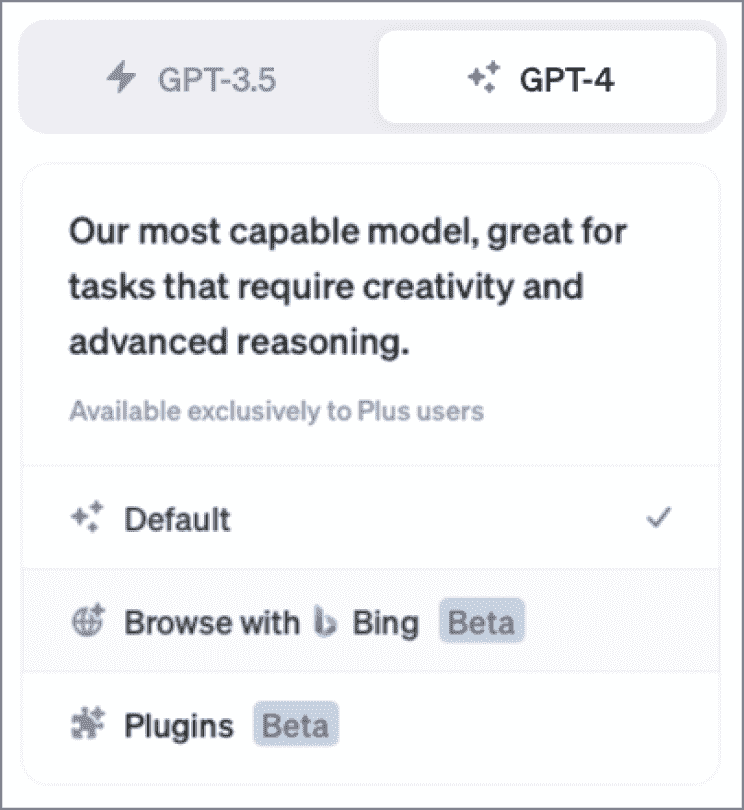 GPT-3.5
GPT-4
Our most capable model, great for
tasks that require creativity and
advanced reasoning.
Available exclusively to Plus users
Default
Browse with Bing Beta
Plugins Beta